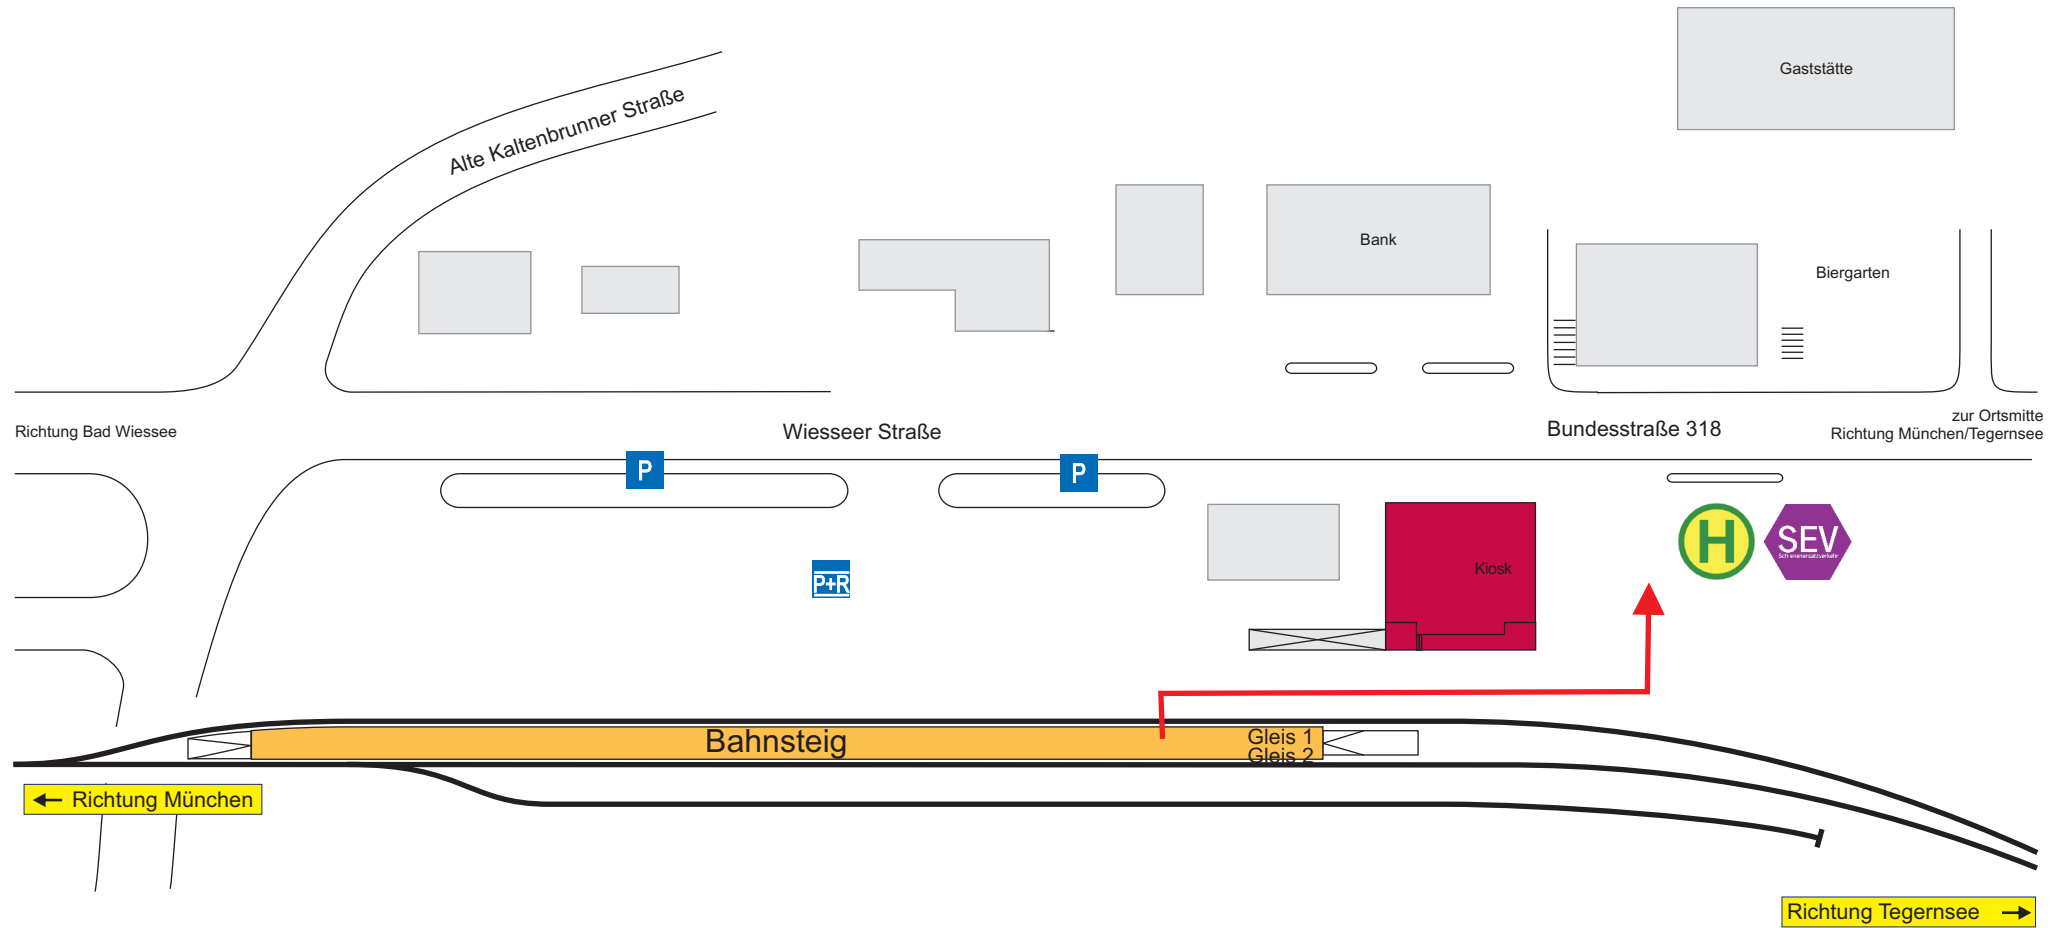 Gaststätte
Alte Kaltenbrunner Straße
Bank
Biergarten
Richtung Bad Wiessee
Wiesseer Straße
Bundesstraße 318
zur Ortsmitte
Richtung München/Tegernsee
P
P
H
SEV
Schienenersatzverkehr
P+R
Kiosk
Bahnsteig
Gleis 1
Gleis 2
← Richtung München
Richtung Tegernsee →